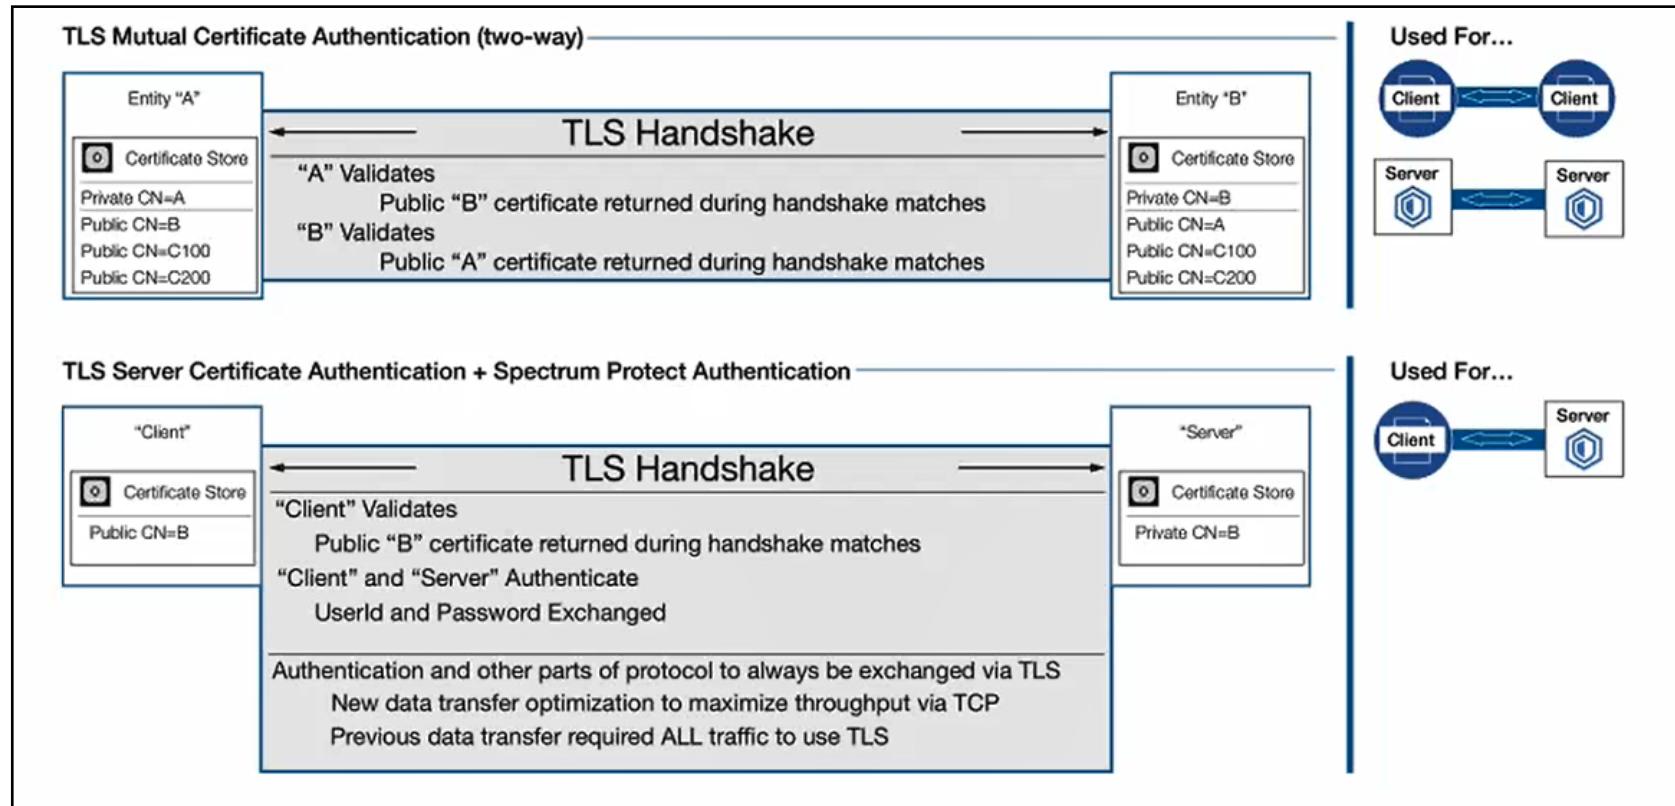 TLS Mutual Certificate Authentication (two-way)
Used For...
Entity “A”
Certificate Store
Private CN=A
Public CN=B
Public CN=C100
Public CN=C200
TLS Handshake
“A” Validates
Public “B” certificate returned during handshake matches
“B” Validates
Public “A” certificate returned during handshake matches
Entity “B”
Certificate Store
Private CN=B
Public CN=A
Public CN=C100
Public CN=C200
Client
Client
Server
Server
TLS Server Certificate Authentication + Spectrum Protect Authentication
Used For...
“Client”
Certificate Store
Public CN=B
TLS Handshake
“Client” Validates
Public “B” certificate returned during handshake matches
“Client” and “Server” Authenticate
UserId and Password Exchanged
Authentication and other parts of protocol to always be exchanged via TLS
New data transfer optimization to maximize throughput via TCP
Previous data transfer required ALL traffic to use TLS
“Server”
Certificate Store
Private CN=B
Client
Server